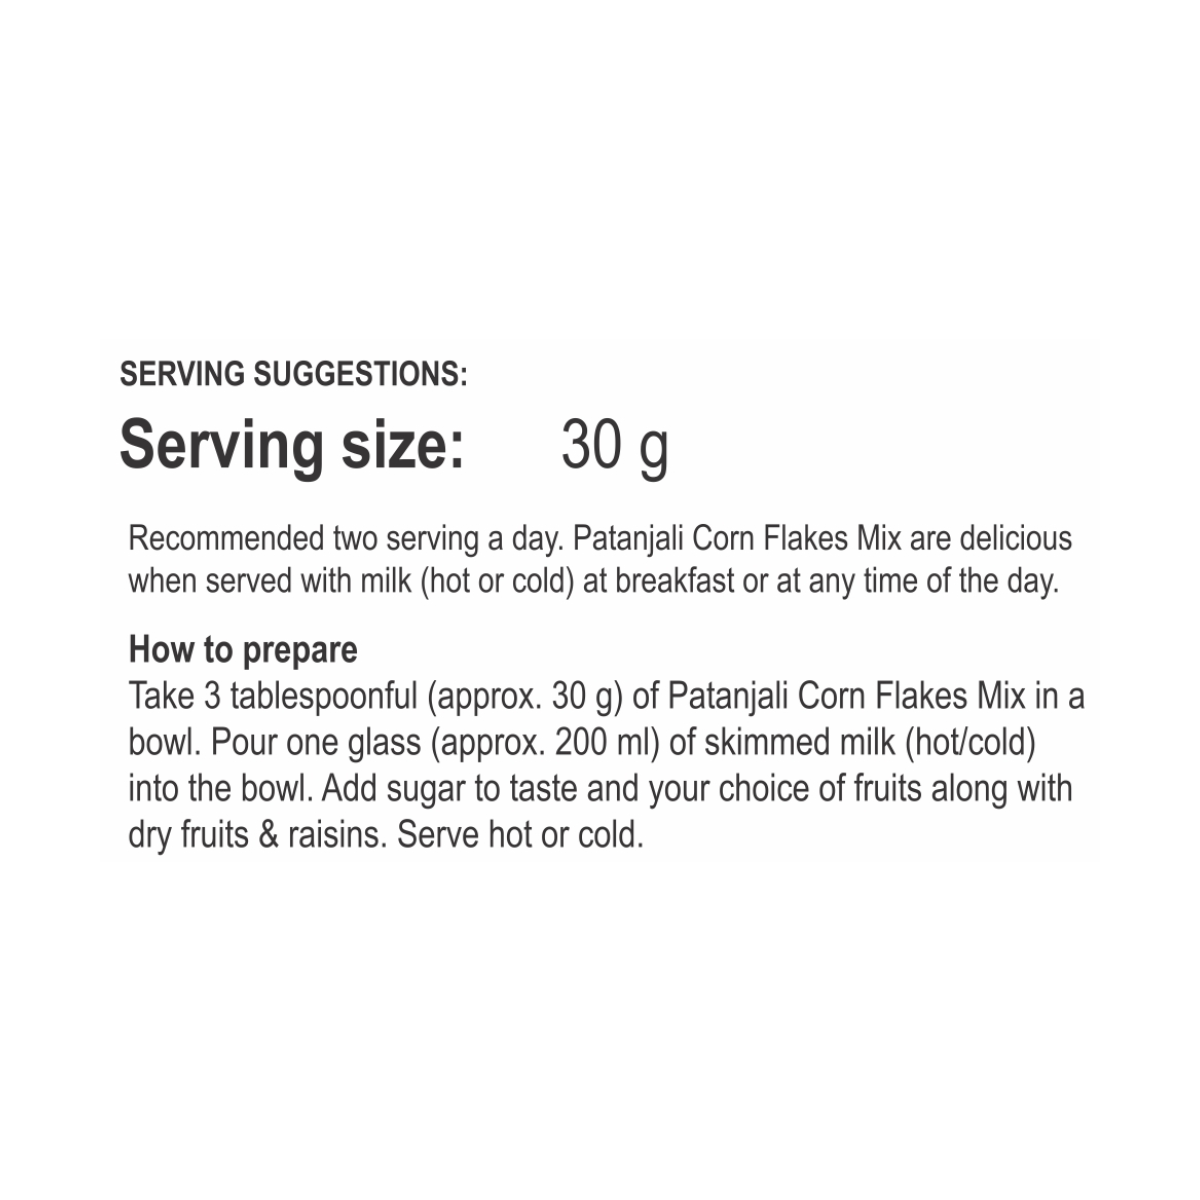 SERVING SUGGESTIONS:
Serving size: 30 g
Recommended two serving a day. Patanjali Corn Flakes Mix are delicious
when served with milk (hot or cold) at breakfast or at any time of the day.
How to prepare
Take 3 tablespoonful (approx. 30 g) of Patanjali Corn Flakes Mix in a
bowl. Pour one glass (approx. 200 ml) of skimmed milk (hot/cold)
into the bowl. Add sugar to taste and your choice of fruits along with
dry fruits & raisins. Serve hot or cold.